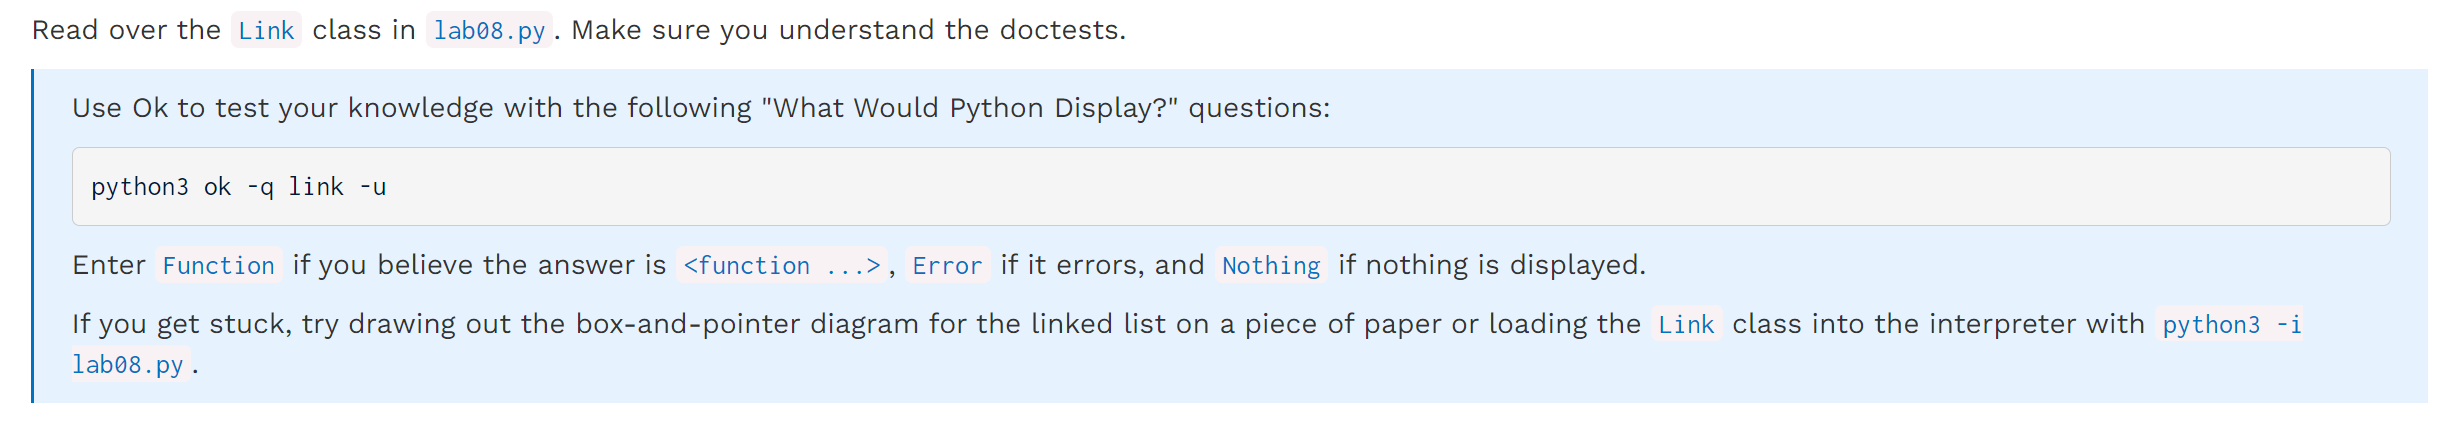 Read over the Link class in lab08.py. Make sure you understand the doctests.
Use Ok to test your knowledge with the following "What Would Python Display?" questions:
python3 ok -q link -u
Enter Function if you believe the answer is <function ...>, Error if it errors, and Nothing if nothing is displayed.
If you get stuck, try drawing out the box-and-pointer diagram for the linked list on a piece of paper or loading the Link class into the interpreter with python3 -i
lab08.py.